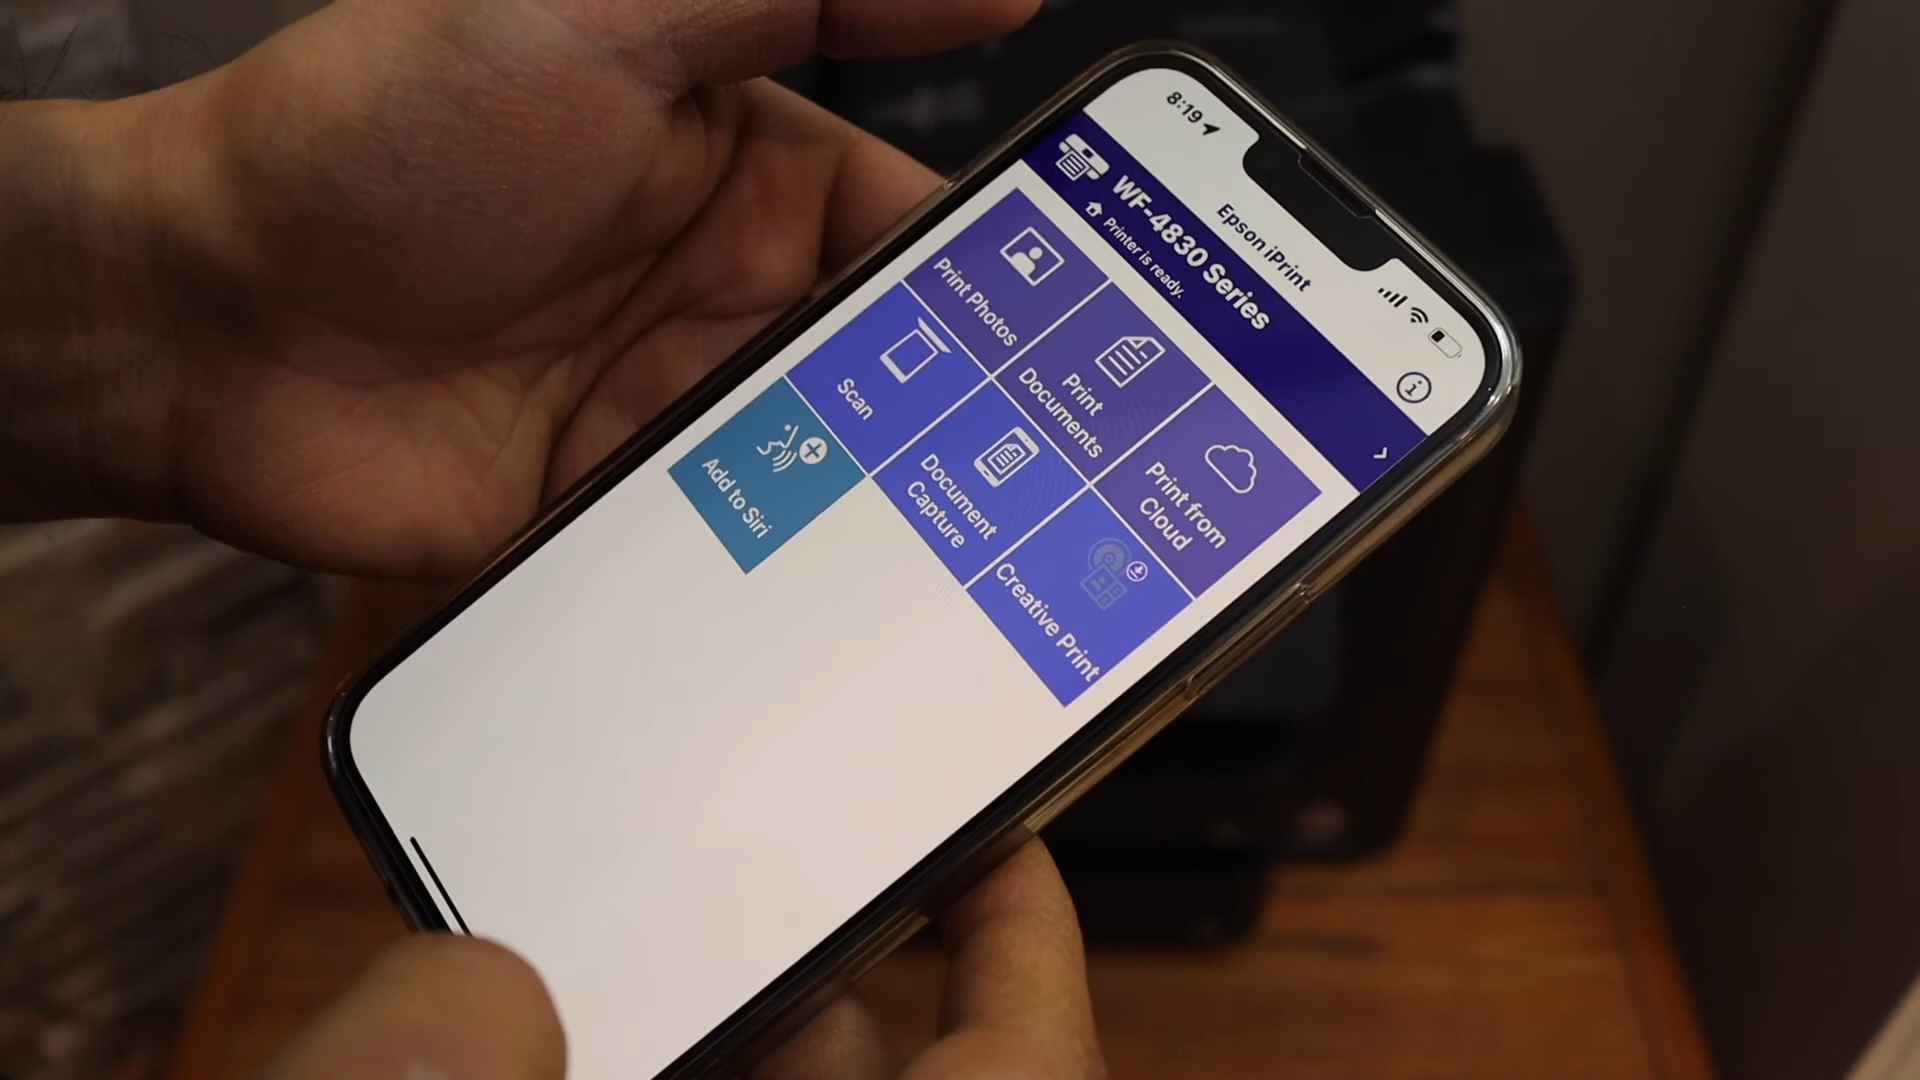 8:19
Epson iPrint
WF-4830 Series
Printer is ready.
Print Photos
Print
Documents
Print from
Cloud
Scan
Document
Capture
Creative Print
Add to Siri